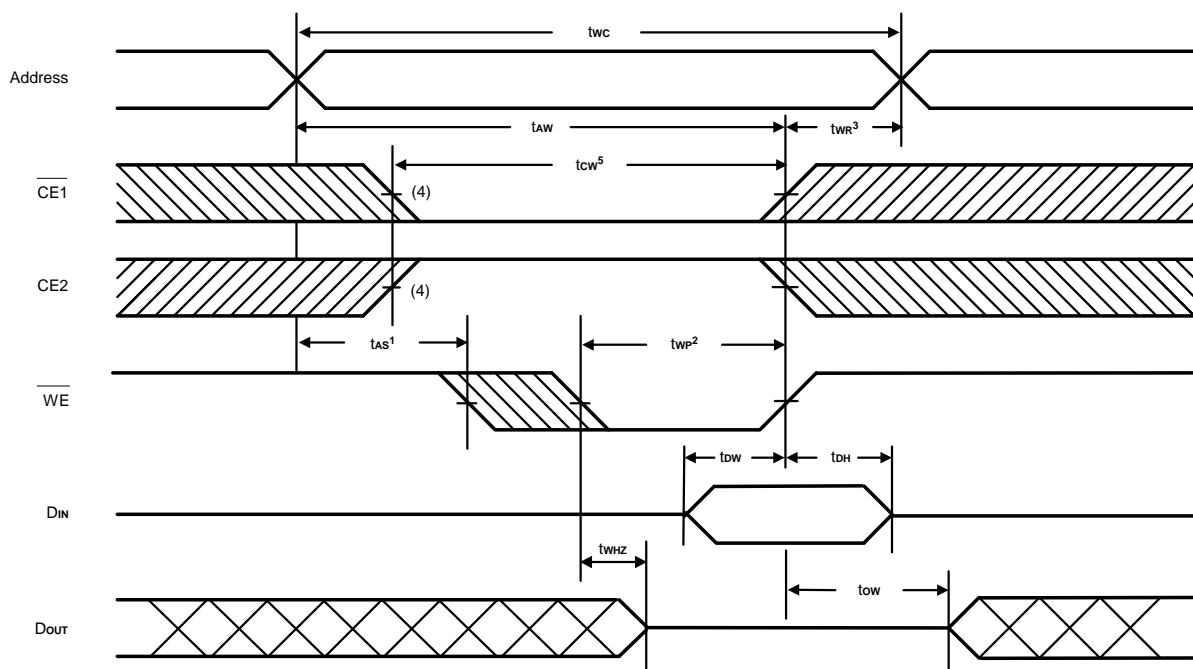 tWC
Address
tAW
tWR3
tCW5
CE1
(4)
CE2
(4)
tAS1
tWP2
WE
tDW
tDH
DIN
tWHZ
tOW
DOUT